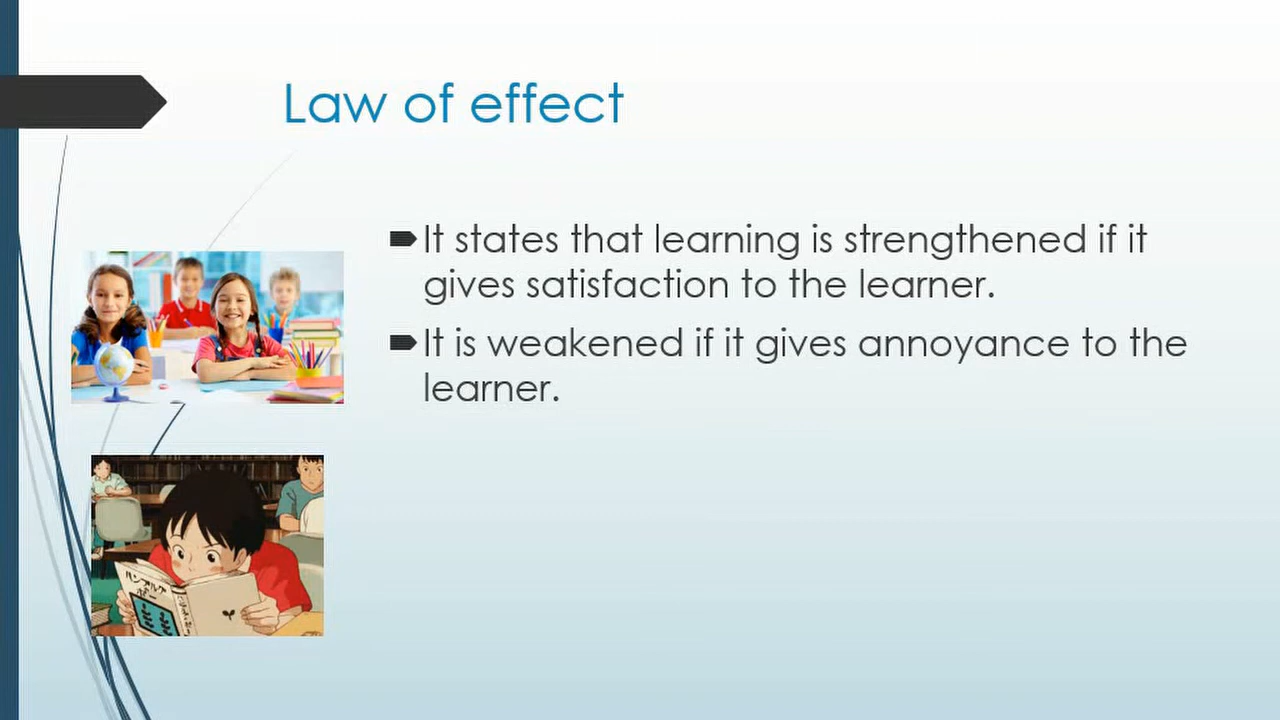 Law of effect
It states that learning is strengthened if it
gives satisfaction to the learner.
It is weakened if it gives annoyance to the
learner.